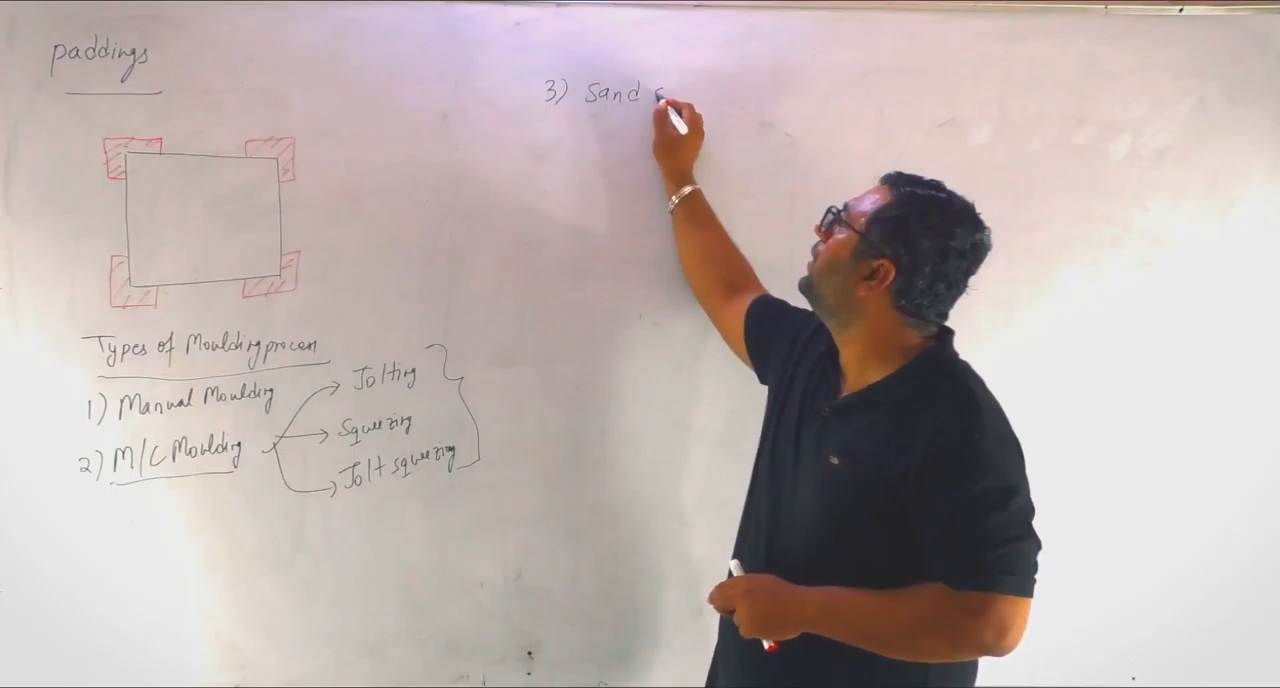 paddings
Types of Moulding process
1) Manual Moulding
2) M/C Moulding
Jolting
Squeezing
Jolt squeezing
3) Sand